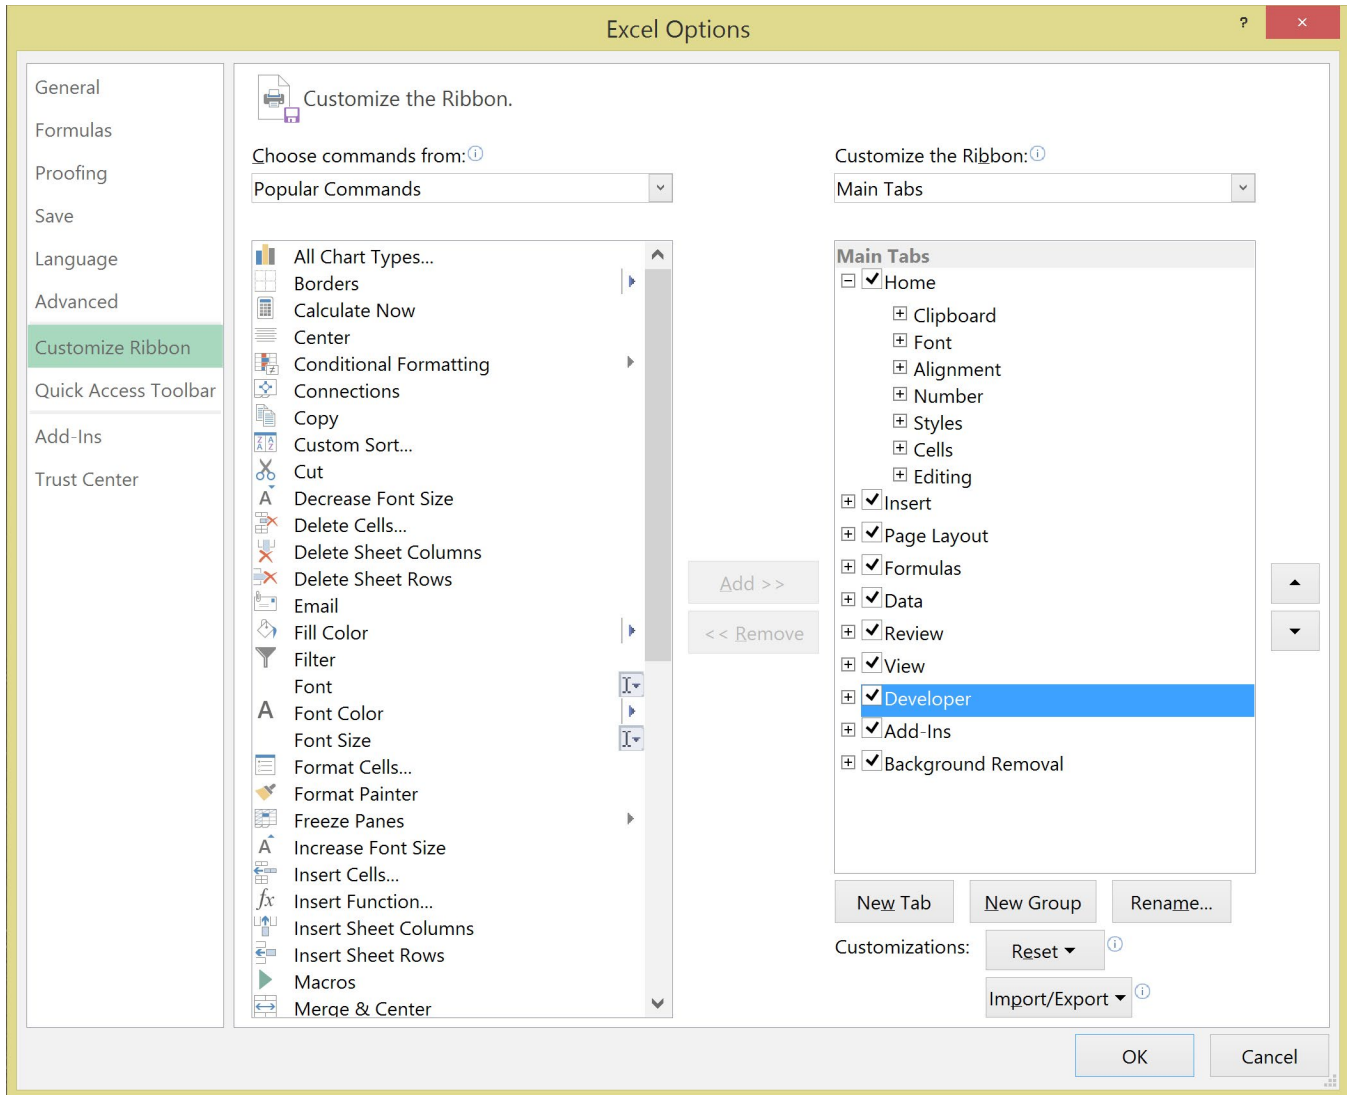 Excel Options
?
General
Formulas
Proofing
Save
Language
Advanced
Customize Ribbon
Quick Access Toolbar
Add-Ins
Trust Center
Customize the Ribbon.
Choose commands from:
Popular Commands
All Chart Types...
Borders
Calculate Now
Center
Conditional Formatting
Connections
Copy
Custom Sort...
Cut
Decrease Font Size
Delete Cells...
Delete Sheet Columns
Delete Sheet Rows
Email
Fill Color
Filter
Font
Font Color
Font Size
Format Cells...
Format Painter
Freeze Panes
Increase Font Size
Insert Cells...
Insert Function...
Insert Sheet Columns
Insert Sheet Rows
Macros
Merge & Center
Add >>
<< Remove
Customize the Ribbon:
Main Tabs
Main Tabs
Home
Clipboard
Font
Alignment
Number
Styles
Cells
Editing
Insert
Page Layout
Formulas
Data
Review
View
Developer
Add-Ins
Background Removal
New Tab
New Group
Rename...
Customizations:
Reset
Import/Export
OK
Cancel